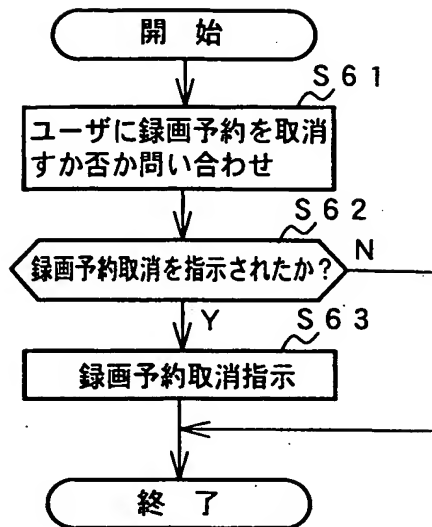 開 始
S61
ユーザに録画予約を取消
すか否か問い合わせ
S62
録画予約取消を指示されたか？
N
Y
S63
録画予約取消指示
終 了